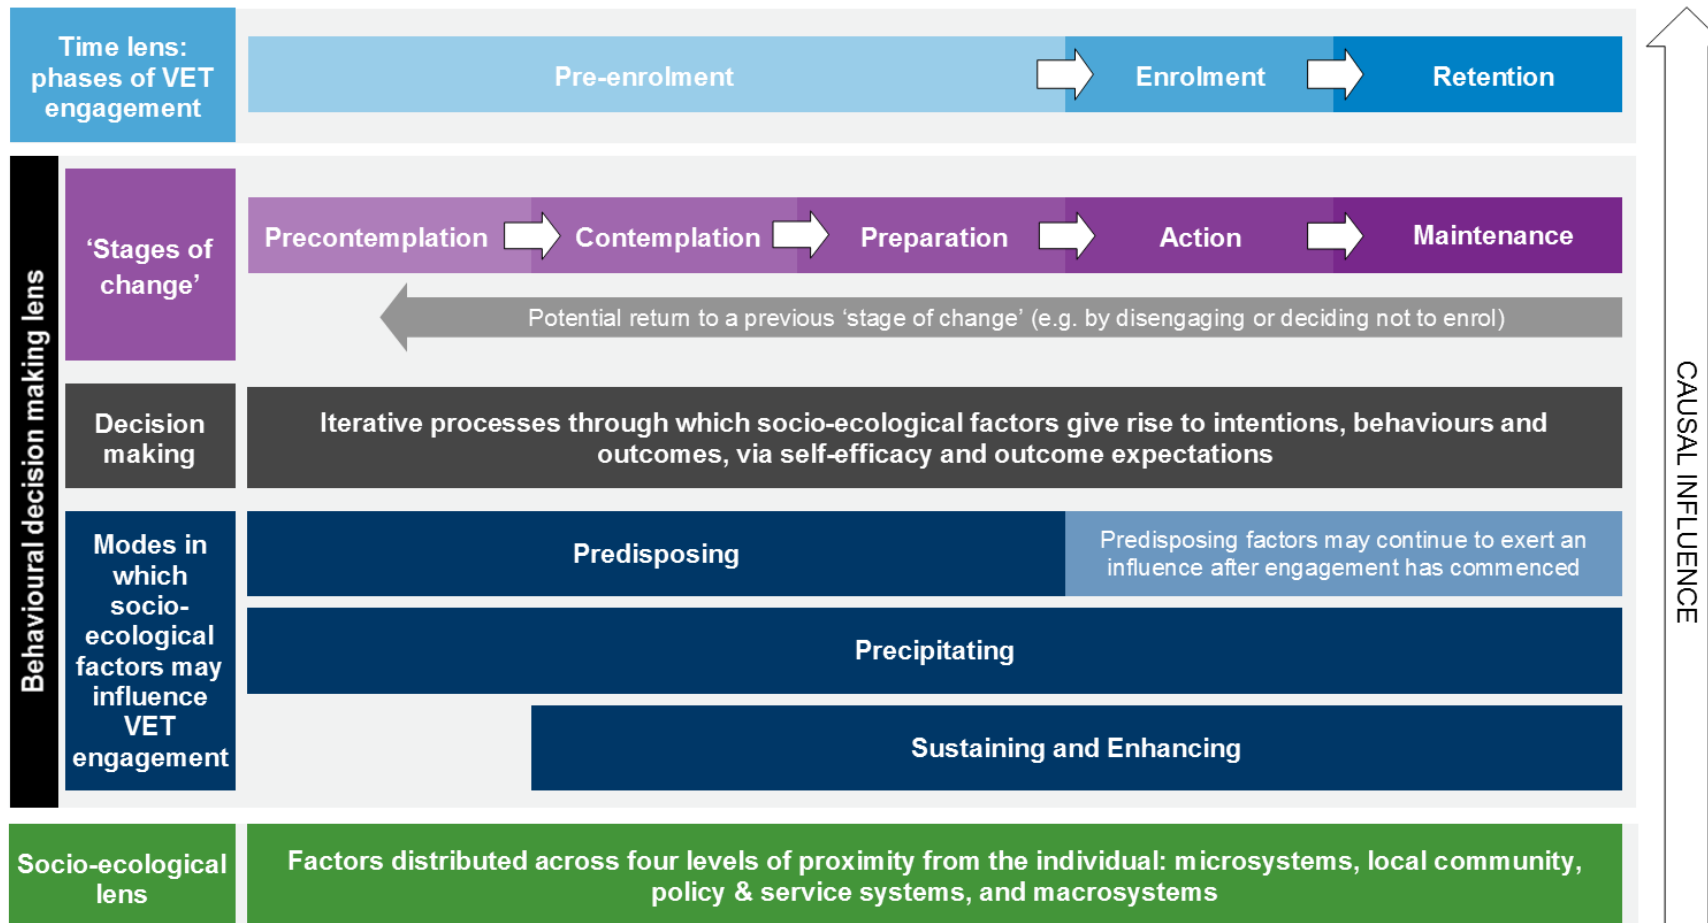 Time lens:
phases of VET
engagement
Pre-enrolment
Enrolment
Retention
Behavioural decision making lens
‘Stages of
change’
Precontemplation
Contemplation
Preparation
Action
Maintenance
Potential return to a previous ‘stage of change’ (e.g. by disengaging or deciding not to enrol)
Decision
making
Iterative processes through which socio-ecological factors give rise to intentions, behaviours and
outcomes, via self-efficacy and outcome expectations
Modes in
which
socio-
ecological
factors may
influence
VET
engagement
Predisposing
Predisposing factors may continue to exert an
influence after engagement has commenced
Precipitating
Sustaining and Enhancing
Socio-ecological
lens
Factors distributed across four levels of proximity from the individual: microsystems, local community,
policy & service systems, and macrosystems
CAUSAL INFLUENCE